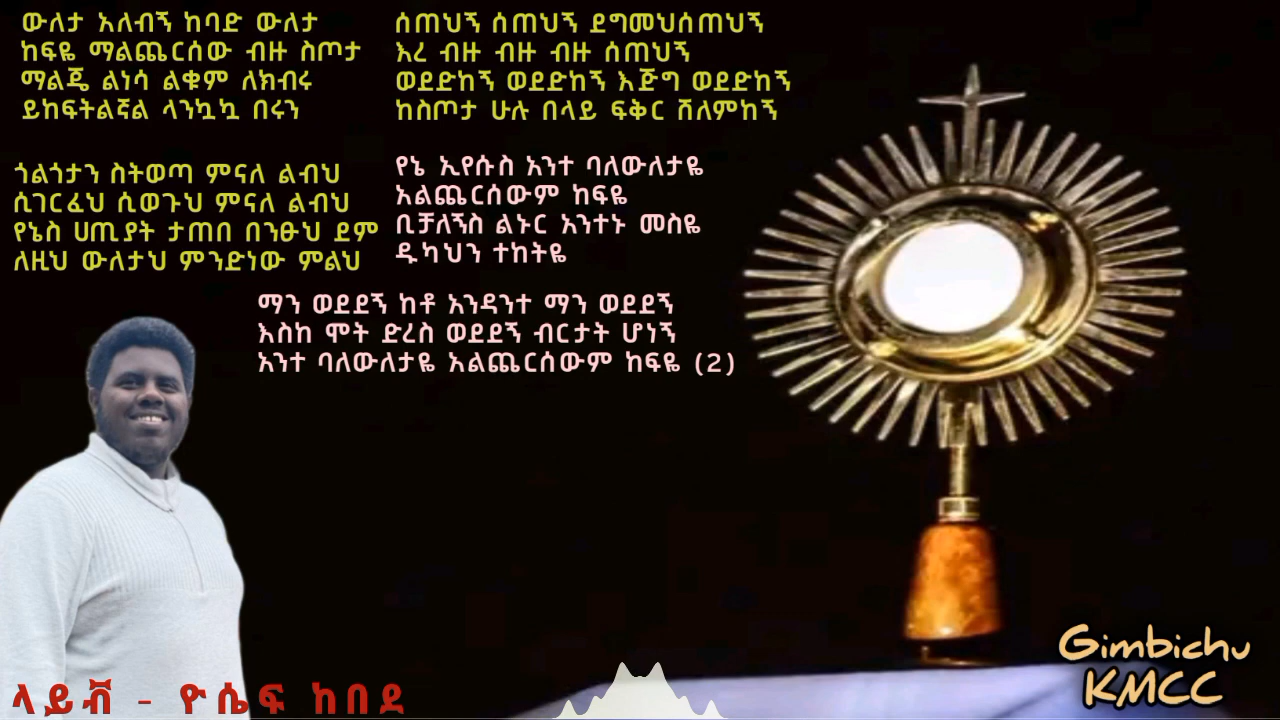 ውለታ አለብኝ ከባድ ውለታ
ከፍዬ ማልጨርሰው ብዙ ስጦታ
ማልጄ ልነሳ ልቁም ለክብሩ
ይከፍትልኛል ላንኳኳ በሩን
ሰጠህኝ ሰጠህኝ ደግመህሰጠህኝ
እረ ብዙ ብዙ ብዙ ሰጠህኝ
ወደድከኝ ወደድከኝ እጅግ ወደድከኝ
ከስጦታ ሁሉ በላይ ፍቅር ሸለምከኝ
ጎልጎታን ስትወጣ ምናለ ልብህ
ሲገርፈህ ሲወጉህ ምናለ ልብህ
የኔስ ሀጢያት ታጠበ በንፁህ ደም
ለዚህ ውለታህ ምንድነው ምልህ
የኔ ኢየሱስ አንተ ባለውለታዬ
አልጨርሰውም ከፍዬ
ቢቻለኝስ ልኑር አንተኑ መስዬ
ዱካህን ተከትዬ
ማን ወደደኝ ከቶ አንዳንተ ማን ወደደኝ
እስከ ሞት ድረስ ወደደኝ ብርታት ሆነኝ
አንተ ባለውለታዬ አልጨርሰውም ከፍዬ (2)
ላይቭ - ዮሴፍ ከበደ
Gimbichu
KMCC